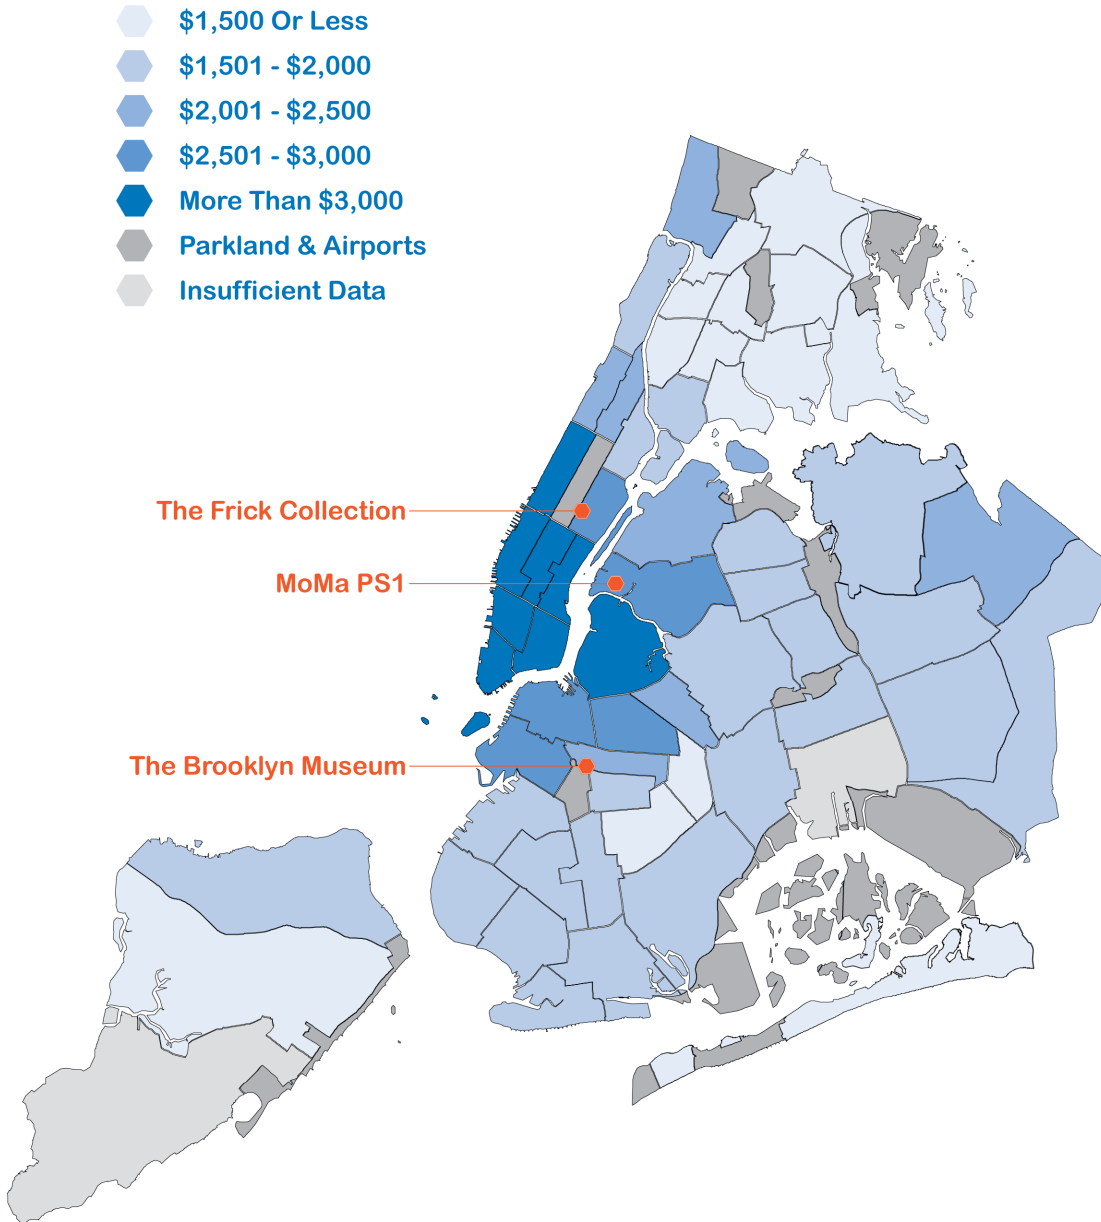 $1,500 Or Less
$1,501 - $2,000
$2,001 - $2,500
$2,501 - $3,000
More Than $3,000
Parkland & Airports
Insufficient Data
The Frick Collection
MoMa PS1
The Brooklyn Museum